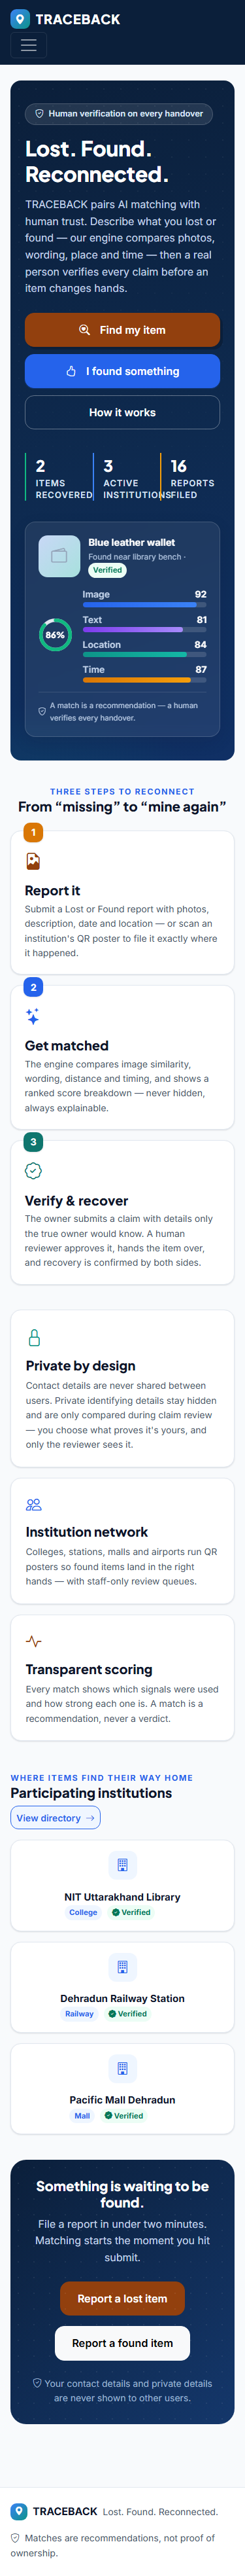 TRACEBACK
Human verification on every handover
Lost. Found.
Reconnected.
TRACEBACK pairs AI matching with
human trust. Describe what you lost or
found — our engine compares photos,
wording, place and time — then a real
person verifies every claim before an
item changes hands.
Find my item
I found something
How it works
2
ITEMS
RECOVERED
3
ACTIVE
INSTITUTIONS
16
REPORTS
FILED
Blue leather wallet
Found near library bench ·
Verified
86%
Image 92
Text 81
Location 84
Time 87
A match is a recommendation — a human
verifies every handover.
THREE STEPS TO RECONNECT
From “missing” to “mine again”
1
Report it
Submit a Lost or Found report with photos,
description, date and location — or scan an
institution's QR poster to file it exactly where
it happened.
2
Get matched
The engine compares image similarity,
wording, distance and timing, and shows a
ranked score breakdown — never hidden,
always explainable.
3
Verify & recover
The owner submits a claim with details only
the true owner would know. A human
reviewer approves it, hands the item over,
and recovery is confirmed by both sides.
Private by design
Contact details are never shared between
users. Private identifying details stay hidden
and are only compared during claim review
— you choose what proves it's yours, and
only the reviewer sees it.
Institution network
Colleges, stations, malls and airports run QR
posters so found items land in the right
hands — with staff-only review queues.
Transparent scoring
Every match shows which signals were used
and how strong each one is. A match is a
recommendation, never a verdict.
WHERE ITEMS FIND THEIR WAY HOME
Participating institutions
View directory →
NIT Uttarakhand Library
College Verified
Dehradun Railway Station
Railway Verified
Pacific Mall Dehradun
Mall Verified
Something is waiting to be
found.
File a report in under two minutes.
Matching starts the moment you hit
submit.
Report a lost item
Report a found item
Your contact details and private details
are never shown to other users.
TRACEBACK Lost. Found. Reconnected.
Matches are recommendations, not proof of
ownership.